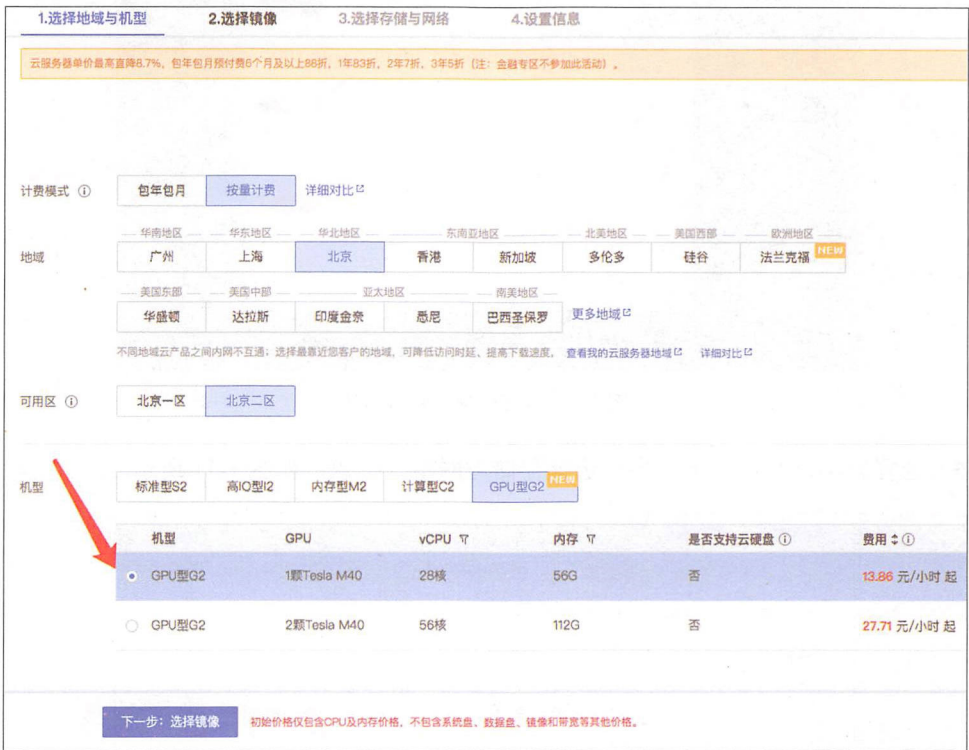 1.选择地域与机型 2.选择镜像 3.选择存储与网络 4.设置信息
云服务器单价最高直降8.7%，包年包月预付费6个月及以上88折，1年83折，2年7折，3年5折（注：金融专区不参加此活动）。
计费模式 包年包月 按量计费 详细对比
华南地区 华东地区 华北地区 东南亚地区 北美地区 美国西部 欧洲地区
地域 广州 上海 北京 香港 新加坡 多伦多 硅谷 法兰克福 NEW
美国东部 美国中部 亚太地区 南美地区
华盛顿 达拉斯 印度金奈 悉尼 巴西圣保罗 更多地域
不同地域云产品之间内网不互通；选择最靠近您客户的地域，可降低访问时延、提高下载速度。 查看我的云服务器地域 详细对比
可用区 北京一区 北京二区
机型 标准型S2 高IO型I2 内存型M2 计算型C2 GPU型G2 NEW
机型 GPU vCPU 内存 是否支持云硬盘 费用
GPU型G2 1颗Tesla M40 28核 56G 否 13.86 元/小时 起
GPU型G2 2颗Tesla M40 56核 112G 否 27.71 元/小时 起
下一步：选择镜像 初始价格仅包含CPU及内存价格，不包含系统盘、数据盘、镜像和带宽等其他价格。